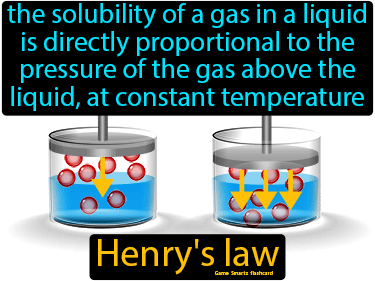 the solubility of a gas in a liquid
is directly proportional to the
pressure of the gas above the
liquid, at constant temperature
Henry's law
Game Smartz flashcard